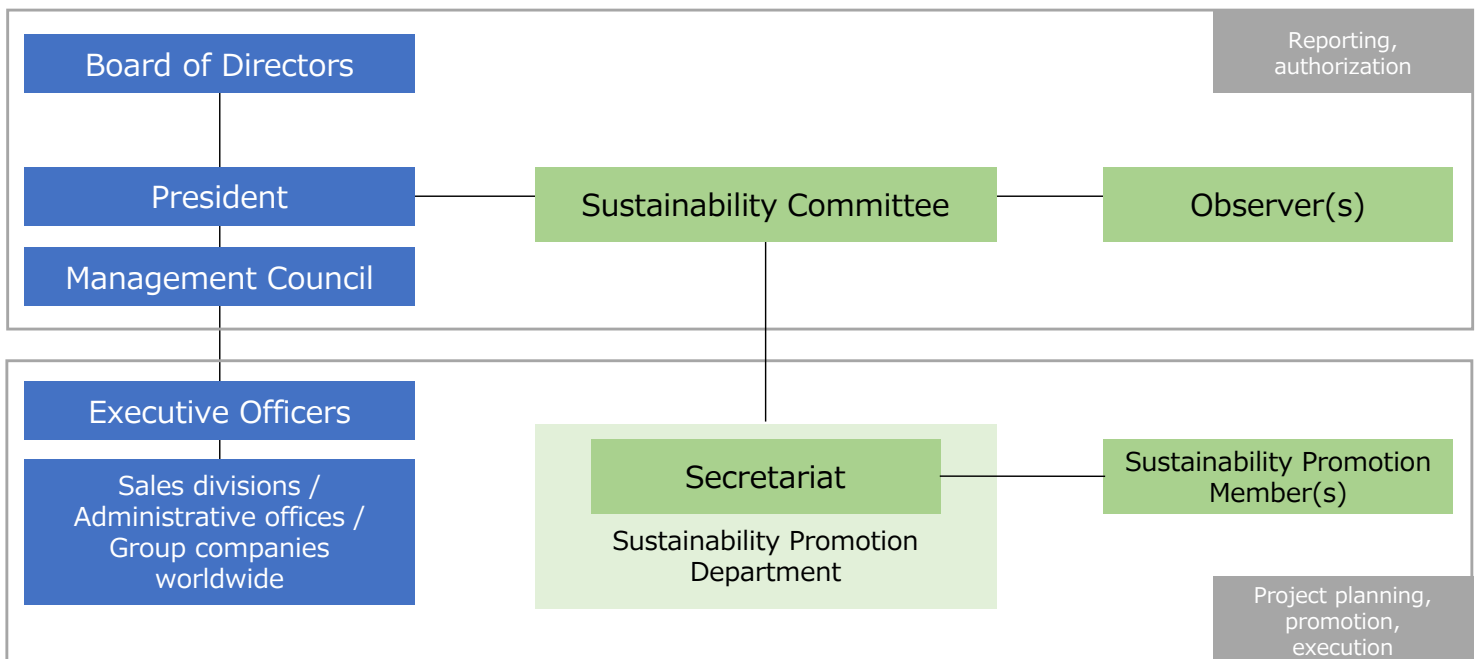 Board of Directors
Reporting,
authorization
President
Sustainability Committee
Observer(s)
Management Council
Executive Officers
Secretariat
Sustainability Promotion
Member(s)
Sales divisions /
Administrative offices /
Group companies
worldwide
Sustainability Promotion
Department
Project planning,
promotion,
execution